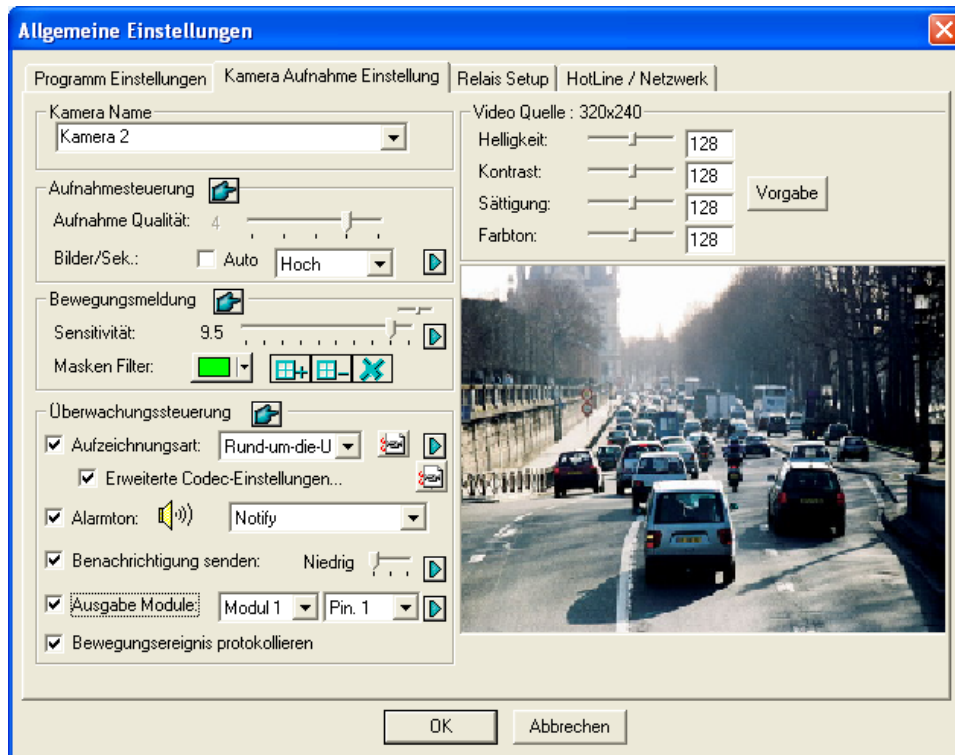 Allgemeine Einstellungen
Programm Einstellungen
Kamera Aufnahme Einstellung
Relais Setup
HotLine / Netzwerk
Kamera Name
Kamera 2
Aufnahmesteuerung
Aufnahme Qualität: 4
Bilder/Sek.: Auto Hoch
Bewegungsmeldung
Sensitivität: 9.5
Masken Filter:
Überwachungssteuerung
Aufzeichnungsart: Rund-um-die-U
Erweiterte Codec-Einstellungen...
Alarmton: Notify
Benachrichtigung senden: Niedrig
Ausgabe Module: Modul 1 Pin. 1
Bewegungsereignis protokollieren
Video Quelle : 320x240
Helligkeit: 128
Kontrast: 128
Sättigung: 128
Farbton: 128
Vorgabe
OK
Abbrechen